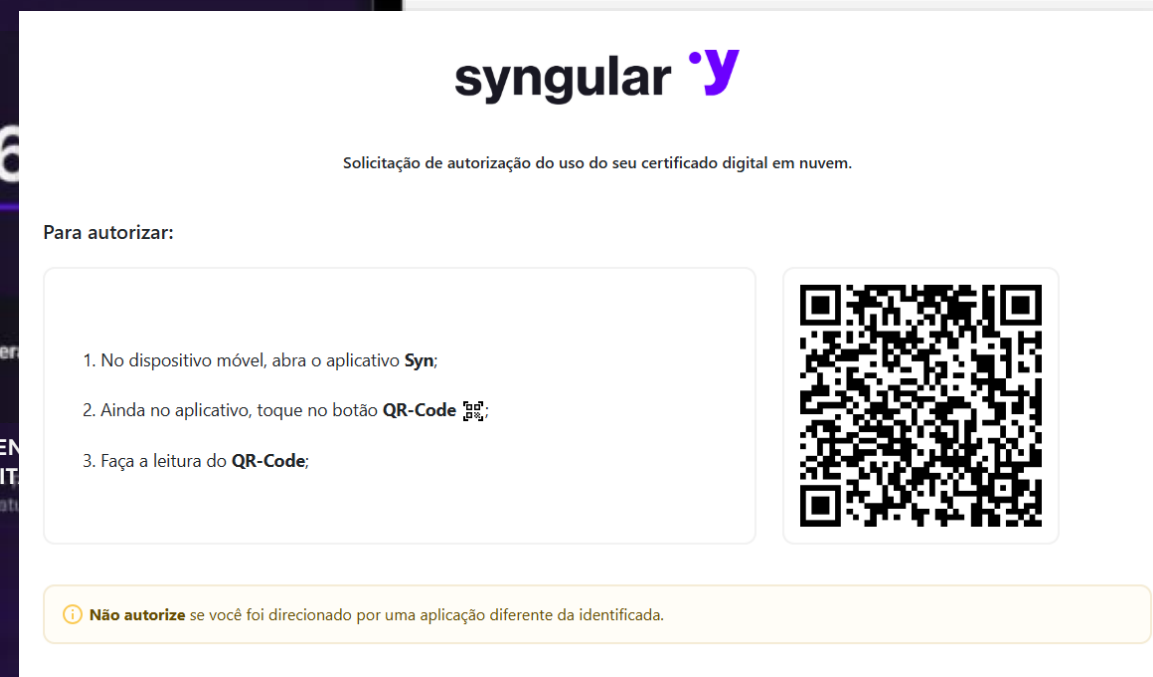 syngular
Solicitação de autorização do uso do seu certificado digital em nuvem.
Para autorizar:
1. No dispositivo móvel, abra o aplicativo Syn;
2. Ainda no aplicativo, toque no botão QR-Code ;
3. Faça a leitura do QR-Code;
Não autorize se você foi direcionado por uma aplicação diferente da identificada.